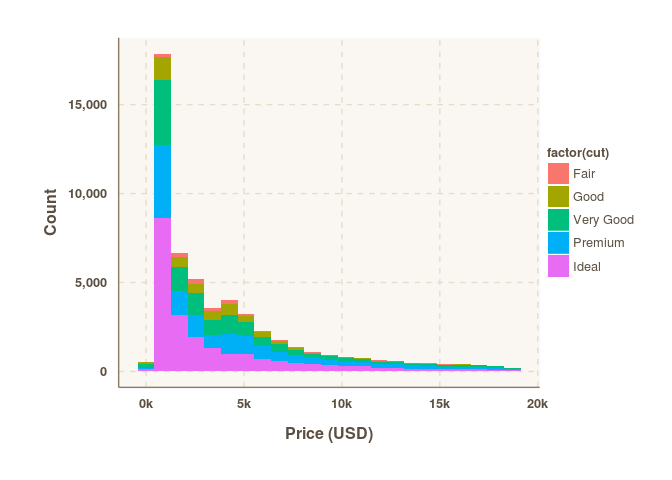 15,000
10,000
5,000
0
Count
0k 5k 10k 15k 20k
Price (USD)
factor(cut)
Fair
Good
Very Good
Premium
Ideal